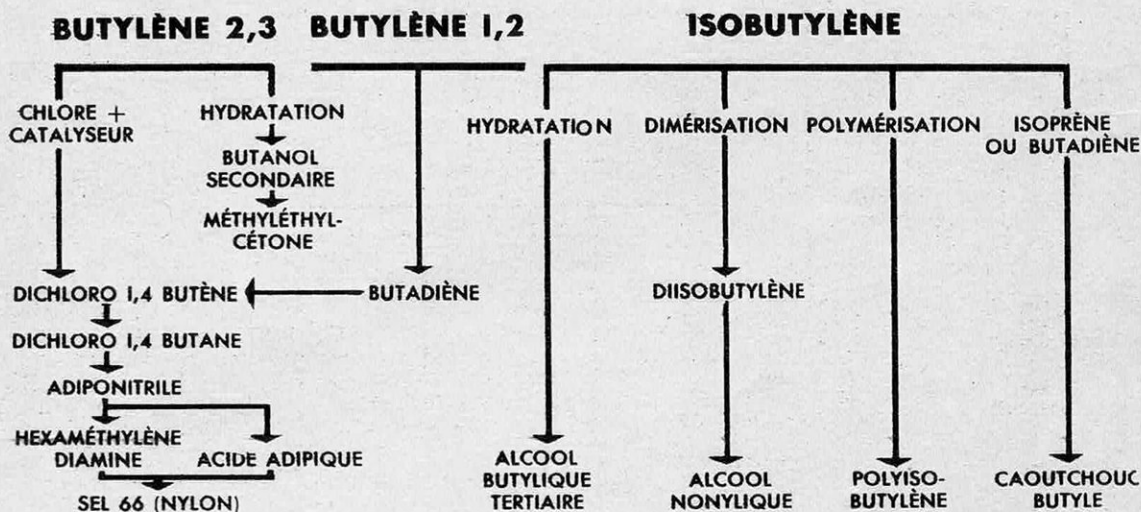 BUTYLÈNE 2,3
BUTYLÈNE 1,2
ISOBUTYLÈNE
CHLORE +
CATALYSEUR
HYDRATATION
BUTANOL
SECONDAIRE
MÉTHYLÉTHYL-
CÉTONE
HYDRATATION
DIMÉRISATION
POLYMÉRISATION
ISOPRÈNE
OU BUTADIÈNE
DICHLORO 1,4 BUTÈNE
BUTADIÈNE
DIISOBUTYLÈNE
DICHLORO 1,4 BUTANE
ADIPONITRILE
HEXAMÉTHYLÈNE
DIAMINE
ACIDE ADIPIQUE
SEL 66 (NYLON)
ALCOOL
BUTYLIQUE
TERTIAIRE
ALCOOL
NONYLIQUE
POLYISO-
BUTYLÈNE
CAOUTCHOUC
BUTYLE